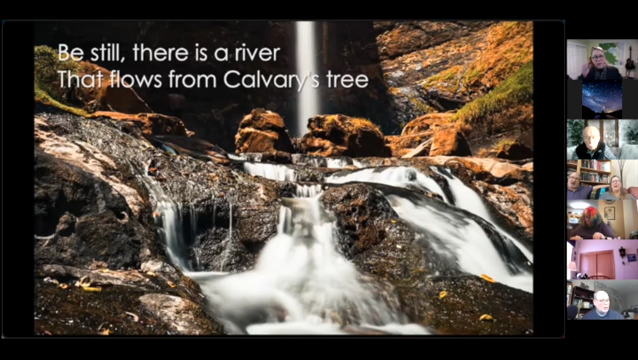 Be still, there is a river
That flows from Calvary's tree